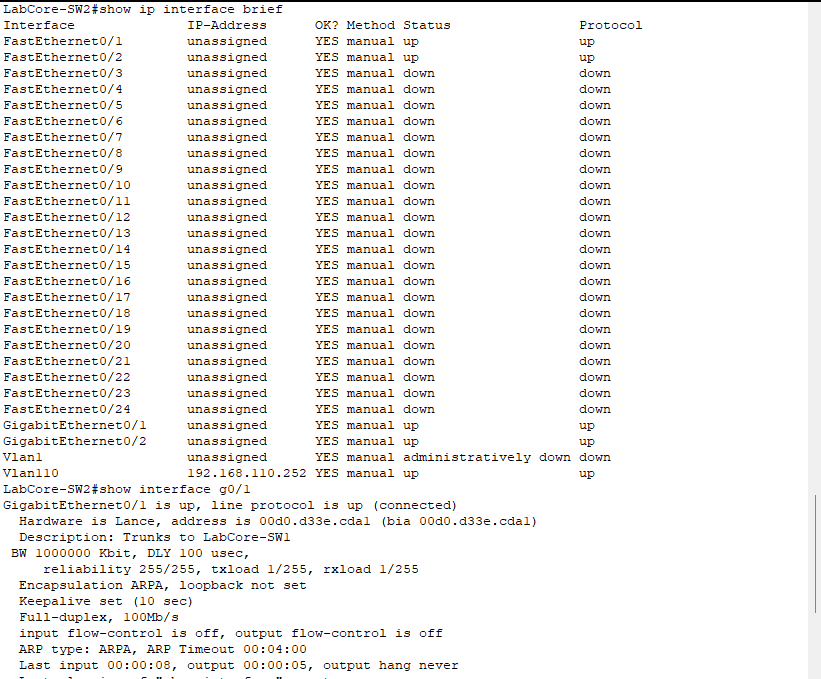 LabCore-SW2#show ip interface brief
Interface IP-Address OK? Method Status Protocol
FastEthernet0/1 unassigned YES manual up up
FastEthernet0/2 unassigned YES manual up up
FastEthernet0/3 unassigned YES manual down down
FastEthernet0/4 unassigned YES manual down down
FastEthernet0/5 unassigned YES manual down down
FastEthernet0/6 unassigned YES manual down down
FastEthernet0/7 unassigned YES manual down down
FastEthernet0/8 unassigned YES manual down down
FastEthernet0/9 unassigned YES manual down down
FastEthernet0/10 unassigned YES manual down down
FastEthernet0/11 unassigned YES manual down down
FastEthernet0/12 unassigned YES manual down down
FastEthernet0/13 unassigned YES manual down down
FastEthernet0/14 unassigned YES manual down down
FastEthernet0/15 unassigned YES manual down down
FastEthernet0/16 unassigned YES manual down down
FastEthernet0/17 unassigned YES manual down down
FastEthernet0/18 unassigned YES manual down down
FastEthernet0/19 unassigned YES manual down down
FastEthernet0/20 unassigned YES manual down down
FastEthernet0/21 unassigned YES manual down down
FastEthernet0/22 unassigned YES manual down down
FastEthernet0/23 unassigned YES manual down down
FastEthernet0/24 unassigned YES manual down down
GigabitEthernet0/1 unassigned YES manual up up
GigabitEthernet0/2 unassigned YES manual up up
Vlan1 unassigned YES manual administratively down down
Vlan110 192.168.110.252 YES manual up up
LabCore-SW2#show interface g0/1
GigabitEthernet0/1 is up, line protocol is up (connected)
Hardware is Lance, address is 00d0.d33e.cda1 (bia 00d0.d33e.cda1)
Description: Trunks to LabCore-SW1
BW 1000000 Kbit, DLY 100 usec,
reliability 255/255, txload 1/255, rxload 1/255
Encapsulation ARPA, loopback not set
Keepalive set (10 sec)
Full-duplex, 100Mb/s
input flow-control is off, output flow-control is off
ARP type: ARPA, ARP Timeout 00:04:00
Last input 00:00:08, output 00:00:05, output hang never